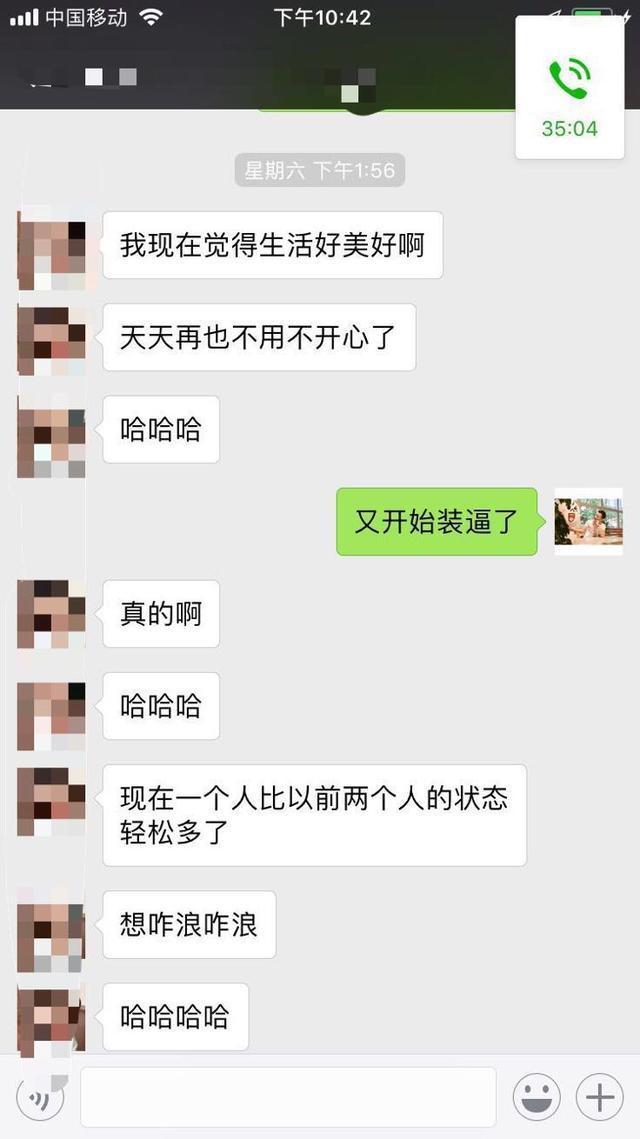 中国移动
下午10:42
35:04
星期六 下午1:56
我现在觉得生活好美好啊
天天再也不用不开心了
哈哈哈
又开始装逼了
真的啊
哈哈哈
现在一个人比以前两个人的状态
轻松多了
想咋浪咋浪
哈哈哈哈